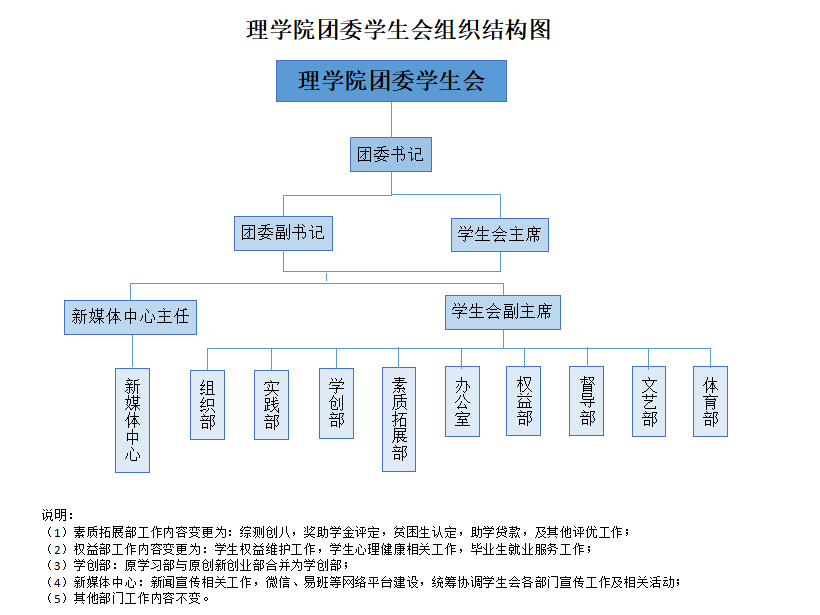 理学院团委学生会组织结构图
理学院团委学生会
团委书记
团委副书记
学生会主席
新媒体中心主任
学生会副主席
新媒体中心
组织部
实践部
学创部
素质拓展部
办公室
权益部
督导部
文艺部
体育部
说明：
（1）素质拓展部工作内容变更为：综测创八，奖助学金评定，贫困生认定，助学贷款，及其他评优工作；
（2）权益部工作内容变更为：学生权益维护工作，学生心理健康相关工作，毕业生就业服务工作；
（3）学创部：原学习部与原创新创业部合并为学创部；
（4）新媒体中心：新闻宣传相关工作，微信、易班等网络平台建设，统筹协调学生会各部门宣传工作及相关活动；
（5）其他部门工作内容不变。